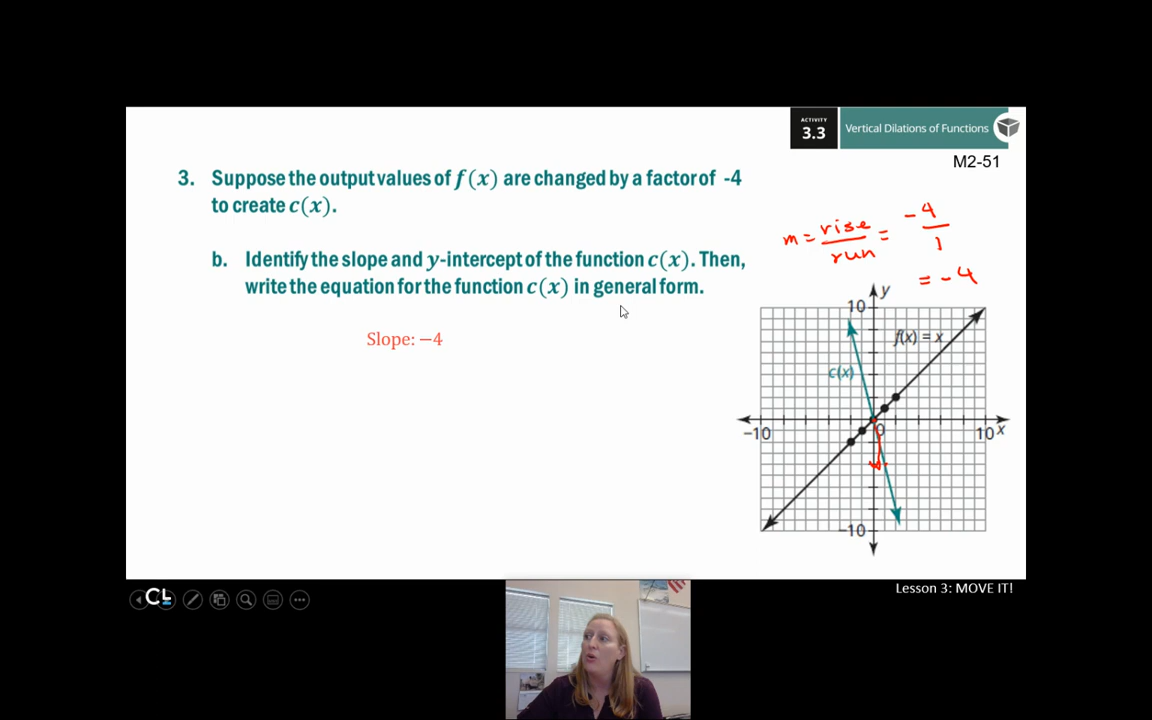 ACTIVITY
3.3
Vertical Dilations of Functions
M2-51
3. Suppose the output values of f(x) are changed by a factor of -4
to create c(x).
b. Identify the slope and y-intercept of the function c(x). Then,
write the equation for the function c(x) in general form.
Slope: −4
m = rise/run = -4/1
= -4
10 y
f(x) = x
c(x)
-10 0 10 x
-10
Lesson 3: MOVE IT!
CL